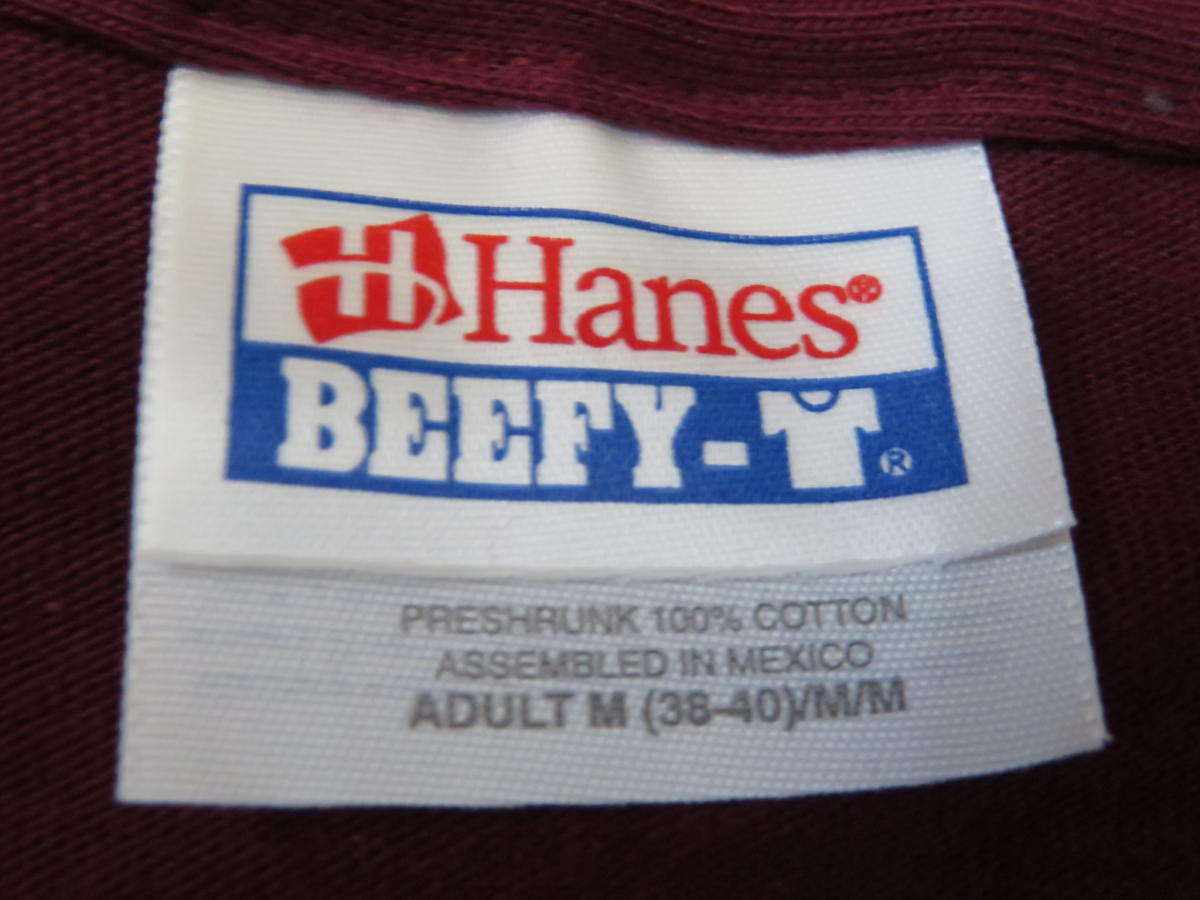 H Hanes®
BEEFY-T®
PRESHRUNK 100% COTTON
ASSEMBLED IN MEXICO
ADULT M (38-40)/M/M